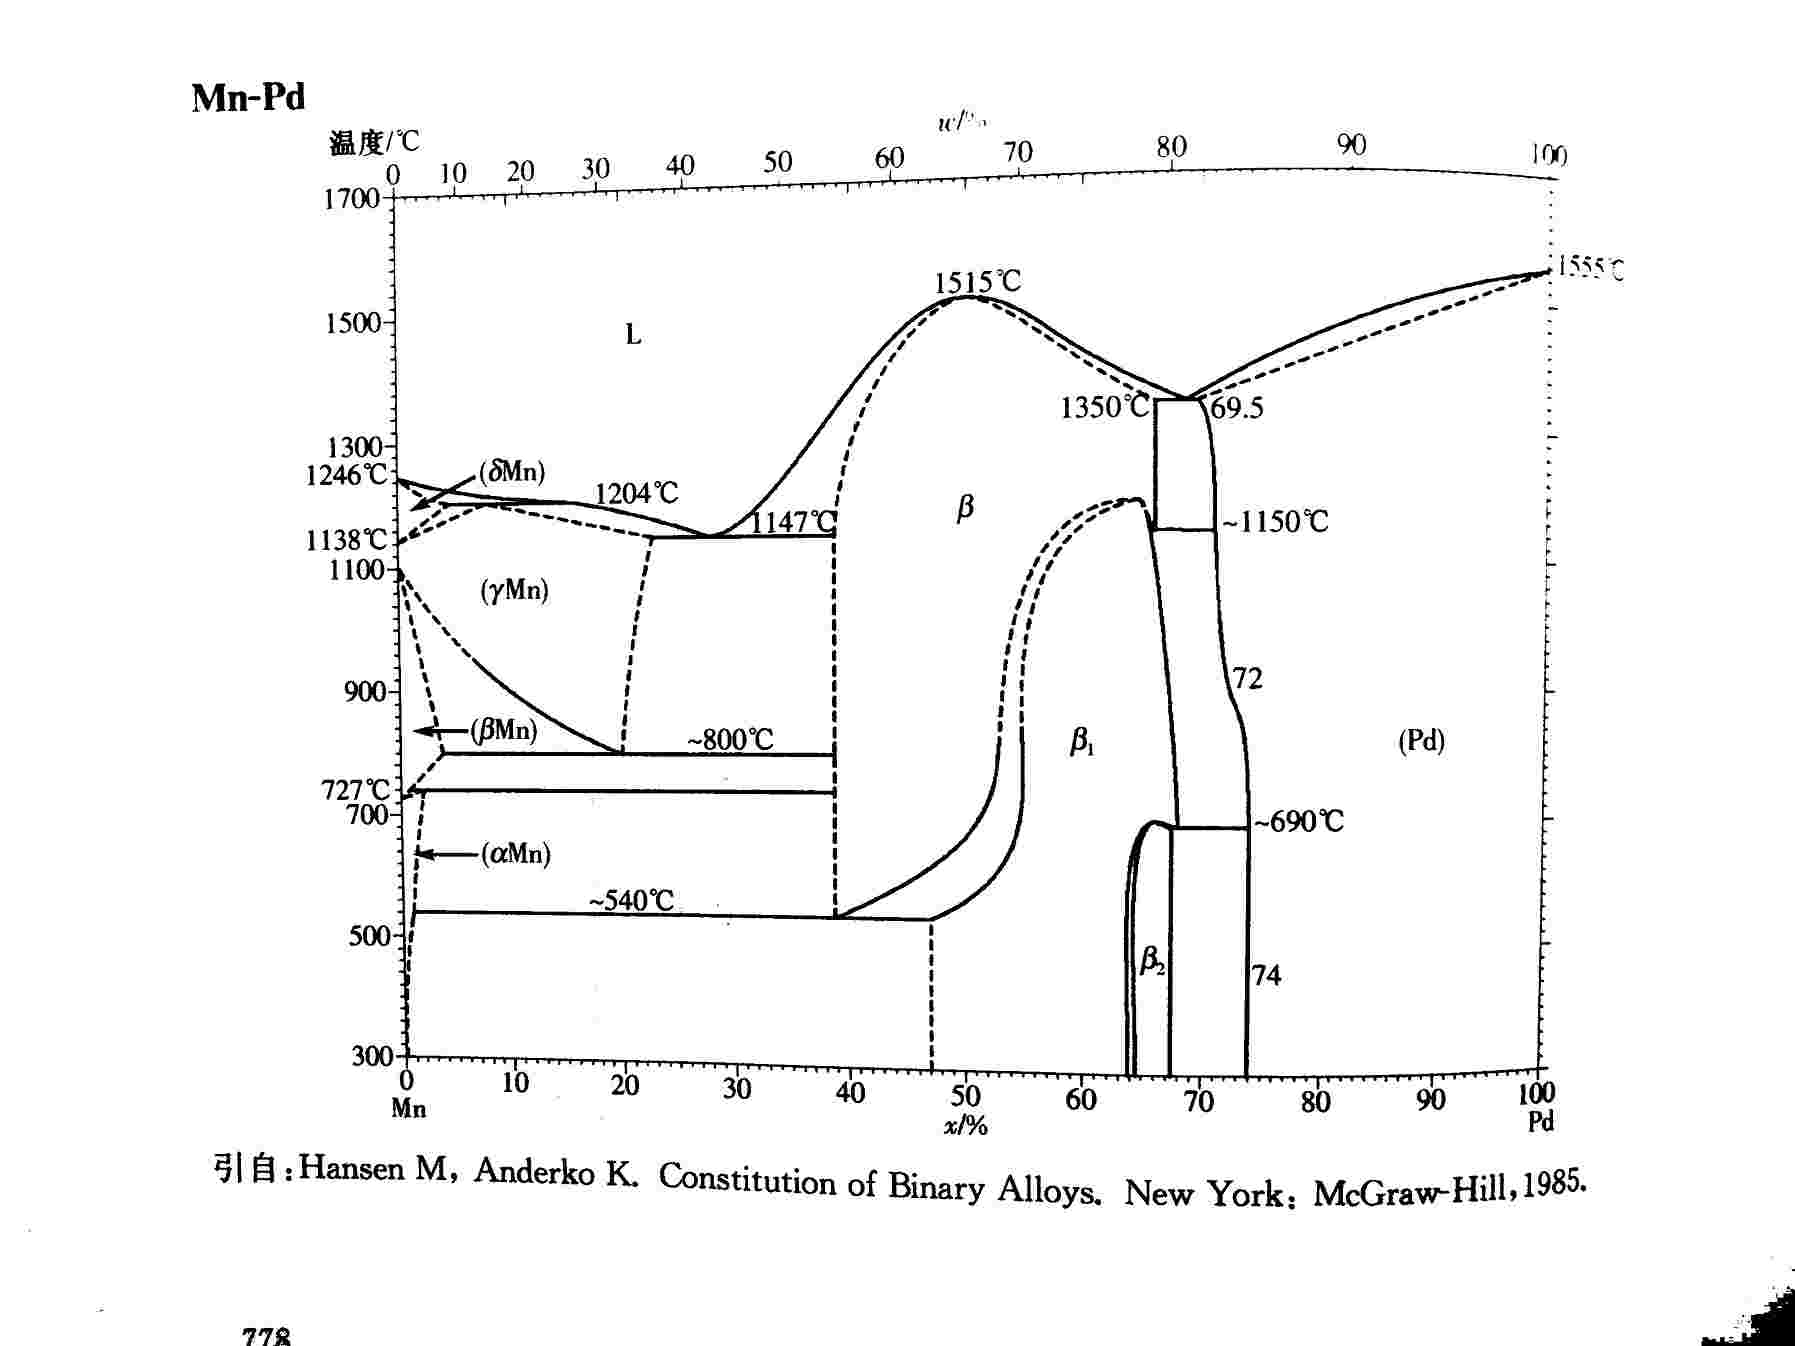 Mn-Pd
温度/℃
0 10 20 30 40 50 60 70 80 90 100
1700
1555℃
1515℃
1500
L
1350℃ 69.5
1300
1246℃
(δMn)
1204℃
1147℃
β
~1150℃
1138℃
1100
(γMn)
900
72
(βMn)
~800℃
β₁
(Pd)
727℃
700
~690℃
(αMn)
~540℃
500
β₂
74
300
0 10 20 30 40 50 60 70 80 90 100
Mn x/% Pd
引自:Hansen M, Anderko K. Constitution of Binary Alloys. New York: McGraw-Hill, 1985.
778